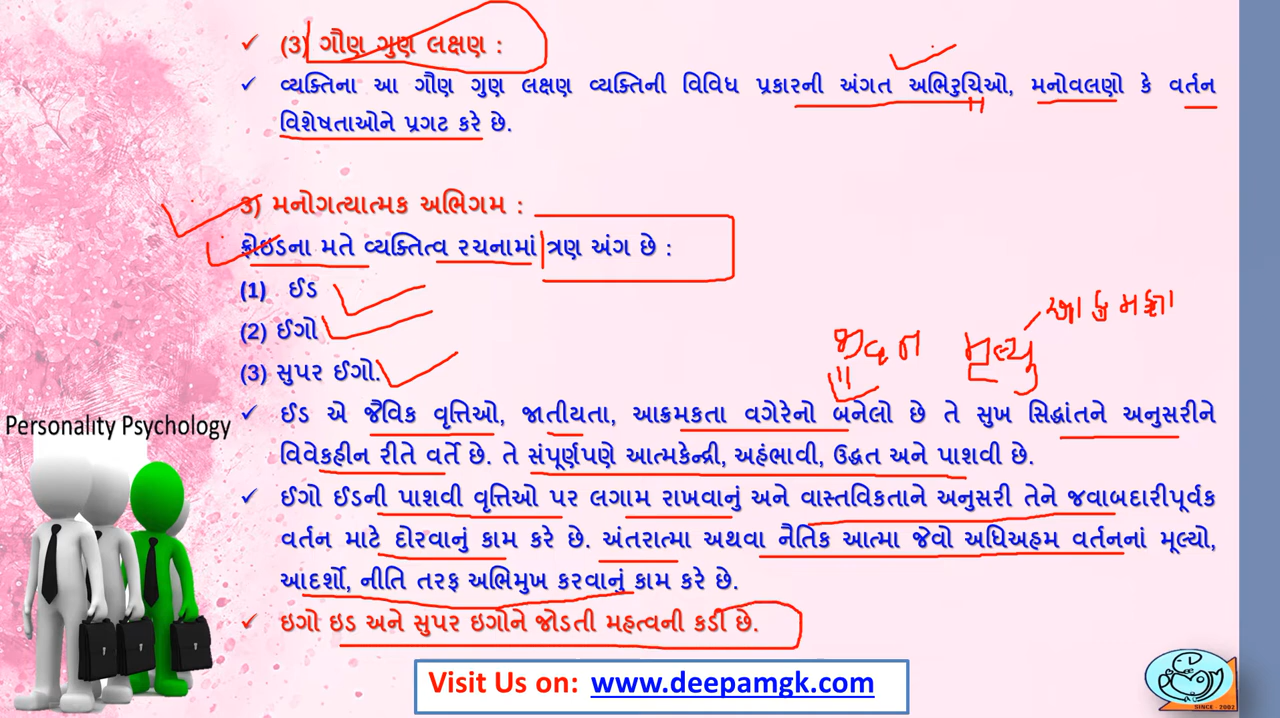 (3) ગૌણ ગુણ લક્ષણ :
વ્યક્તિના આ ગૌણ ગુણ લક્ષણ વ્યક્તિની વિવિધ પ્રકારની અંગત અભિરુચિઓ, મનોવલણો કે વર્તન
વિશેષતાઓને પ્રગટ કરે છે.
3) મનોગત્યાત્મક અભિગમ :
ફ્રોઇડના મતે વ્યક્તિત્વ રચનામાં ત્રણ અંગ છે :
(1) ઈડ
(2) ઈગો
(3) સુપર ઈગો.
મૃત્યુ
ઈડ એ જૈવિક વૃત્તિઓ, જાતીયતા, આક્રમકતા વગેરેનો બનેલો છે તે સુખ સિદ્ધાંતને અનુસરીને
વિવેકહીન રીતે વર્તે છે. તે સંપૂર્ણપણે આત્મકેન્દ્રી, અહંભાવી, ઉદ્ધત અને પાશવી છે.
Personality Psychology
ઈગો ઈડની પાશવી વૃત્તિઓ પર લગામ રાખવાનું અને વાસ્તવિકતાને અનુસરી તેને જવાબદારીપૂર્વક
વર્તન માટે દોરવાનું કામ કરે છે. અંતરાત્મા અથવા નૈતિક આત્મા જેવો અધિઅહમ વર્તનનાં મૂલ્યો,
આદર્શો, નીતિ તરફ અભિમુખ કરવાનું કામ કરે છે.
ઇગો ઇડ અને સુપર ઇગોને જોડતી મહત્વની કડી છે.
Visit Us on: www.deepamgk.com
SINCE 2002